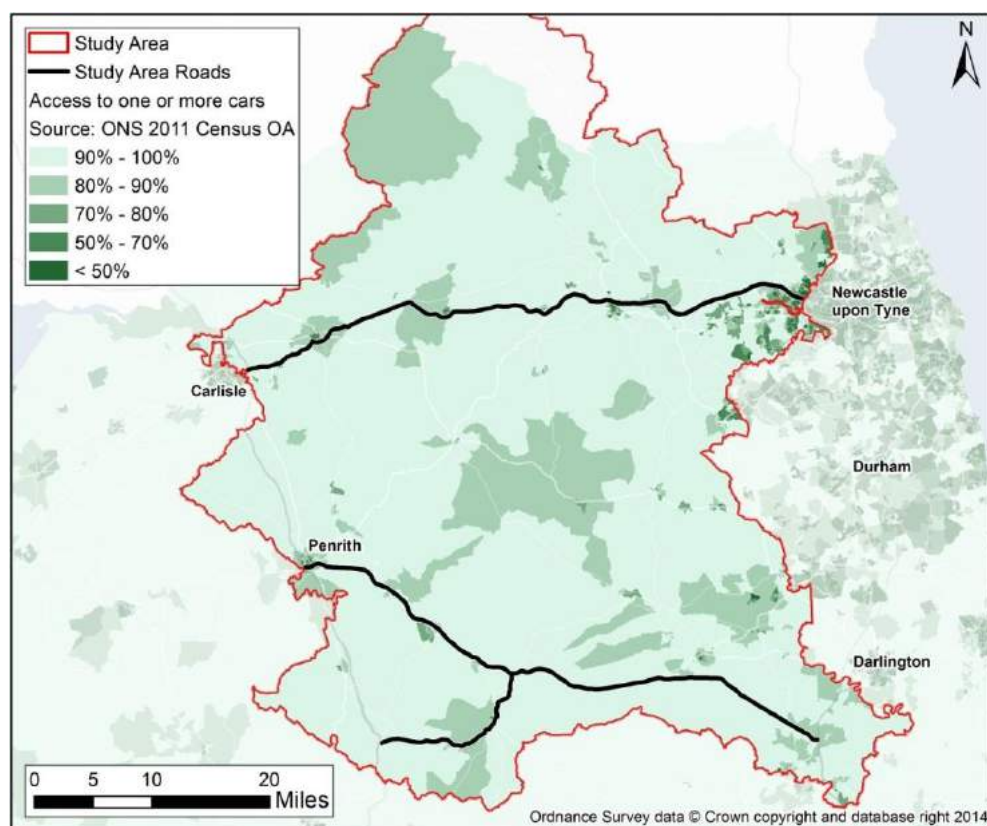 Study Area
Study Area Roads
Access to one or more cars
Source: ONS 2011 Census OA
90% - 100%
80% - 90%
70% - 80%
50% - 70%
< 50%
N
Newcastle
upon Tyne
Carlisle
Durham
Penrith
Darlington
0 5 10 20
Miles
Ordnance Survey data © Crown copyright and database right 2014